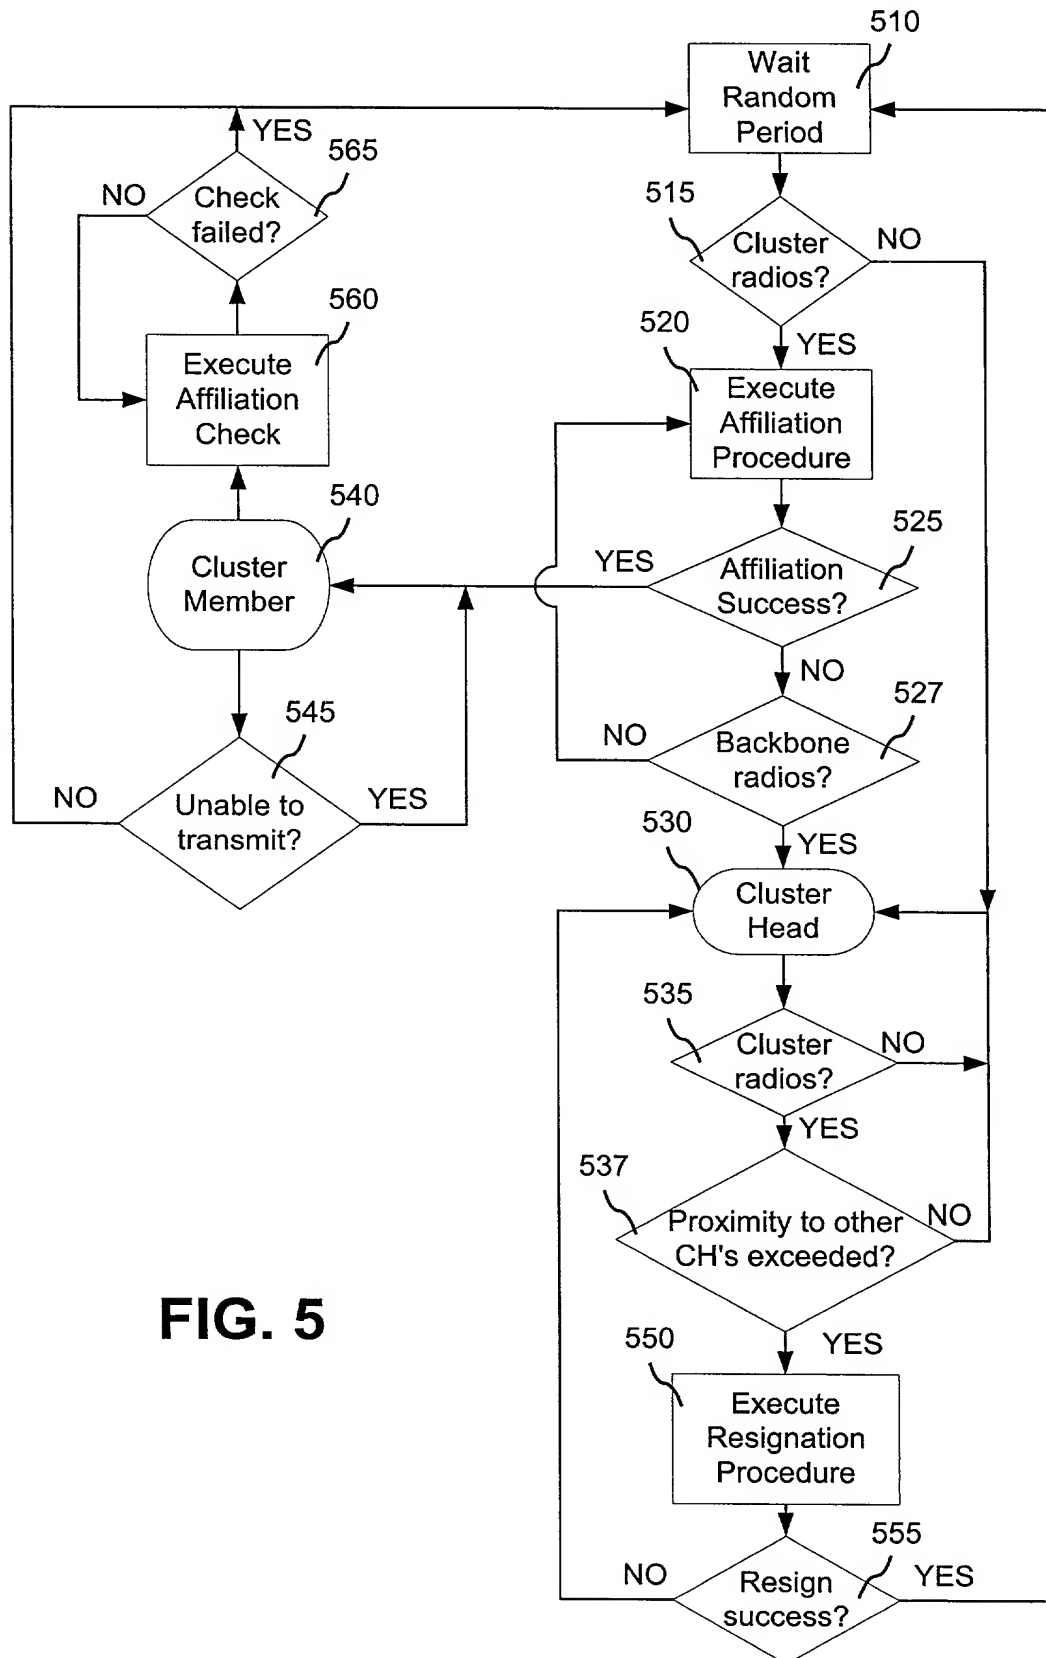 510
Wait
Random
Period
YES
565
NO
Check
failed?
515
Cluster
radios?
NO
560
520
YES
Execute
Affiliation
Check
Execute
Affiliation
Procedure
540
525
Cluster
Member
YES
Affiliation
Success?
NO
527
545
NO
Backbone
radios?
NO
Unable to
transmit?
YES
530
YES
Cluster
Head
535
Cluster
radios?
NO
YES
537
Proximity to other
CH's exceeded?
NO
FIG. 5
550
YES
Execute
Resignation
Procedure
555
NO
Resign
success?
YES